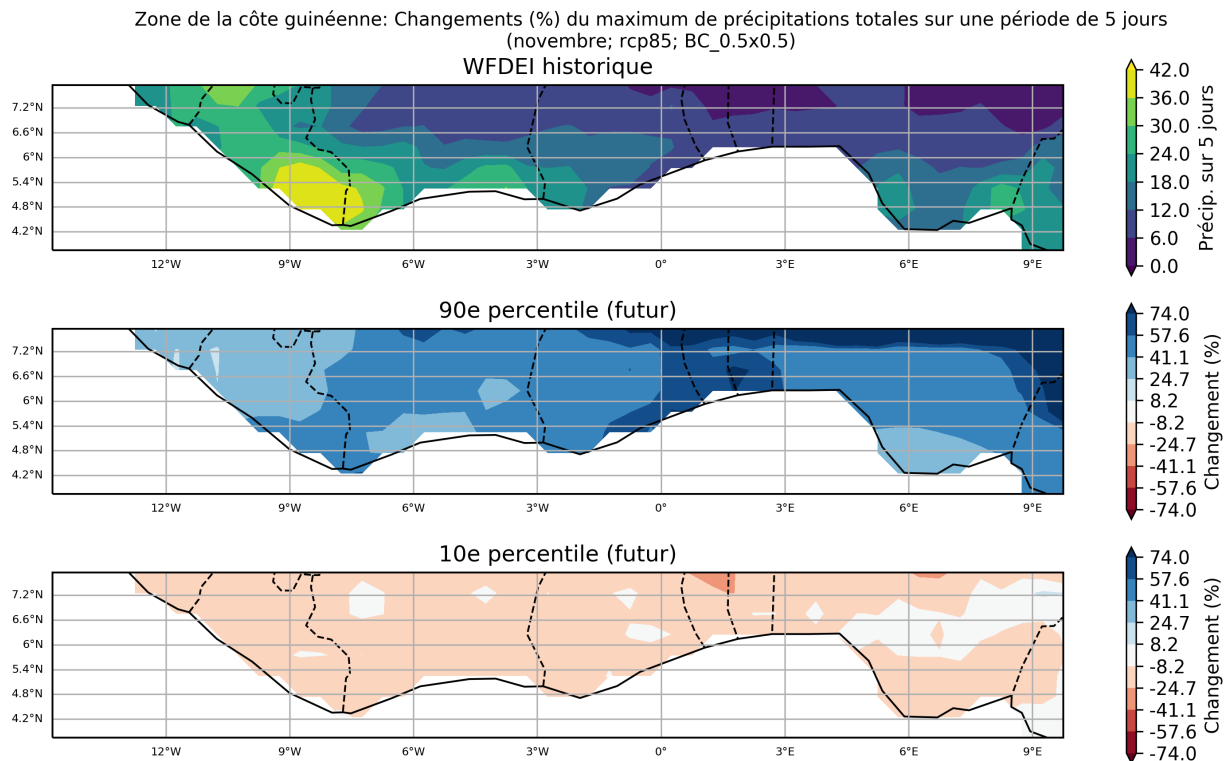 Zone de la côte guinéenne: Changements (%) du maximum de précipitations totales sur une période de 5 jours
(novembre; rcp85; BC_0.5x0.5)
WFDEI historique
7.2°N
6.6°N
6°N
5.4°N
4.8°N
4.2°N
12°W
9°W
6°W
3°W
0°
3°E
6°E
9°E
42.0
36.0
30.0
24.0
18.0
12.0
6.0
0.0
Précip. sur 5 jours
90e percentile (futur)
7.2°N
6.6°N
6°N
5.4°N
4.8°N
4.2°N
12°W
9°W
6°W
3°W
0°
3°E
6°E
9°E
74.0
57.6
41.1
24.7
8.2
-8.2
-24.7
-41.1
-57.6
-74.0
Changement (%)
10e percentile (futur)
7.2°N
6.6°N
6°N
5.4°N
4.8°N
4.2°N
12°W
9°W
6°W
3°W
0°
3°E
6°E
9°E
74.0
57.6
41.1
24.7
8.2
-8.2
-24.7
-41.1
-57.6
-74.0
Changement (%)